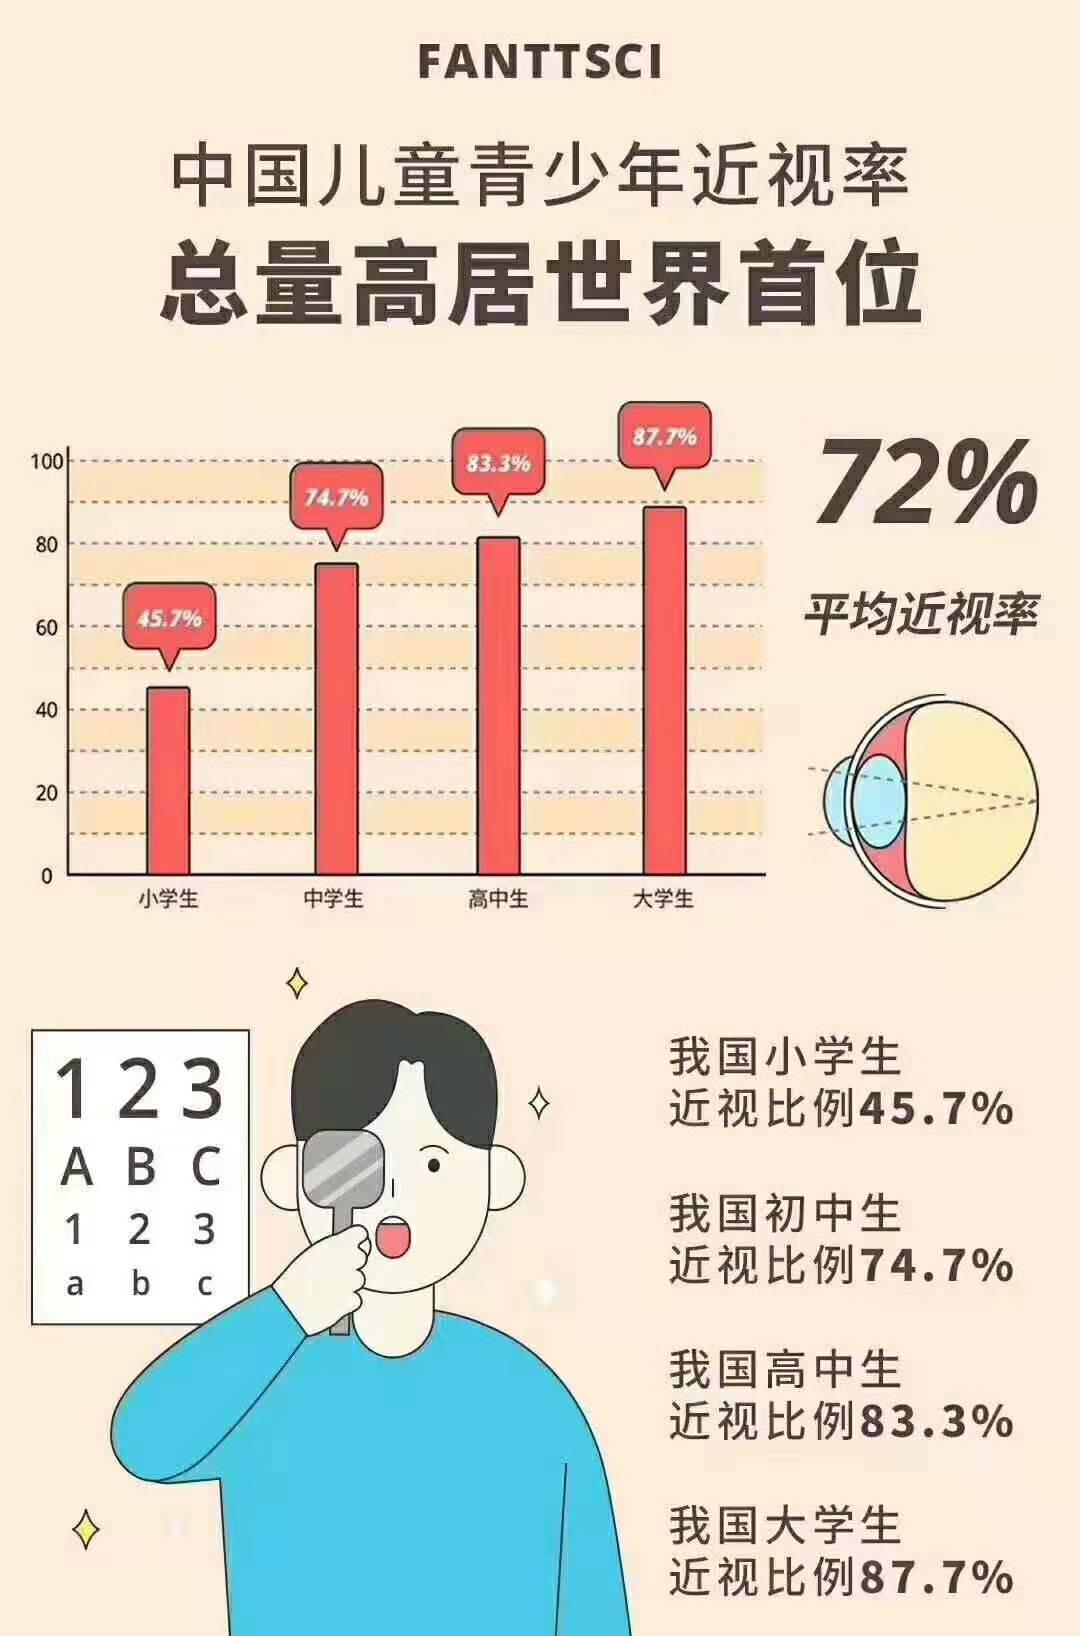 FANTTSCI
中国儿童青少年近视率
总量高居世界首位
87.7%
83.3%
74.7%
45.7%
100
80
60
40
20
0
小学生
中学生
高中生
大学生
72%
平均近视率
1 2 3
A B C
1 2 3
a b c
我国小学生
近视比例45.7%
我国初中生
近视比例74.7%
我国高中生
近视比例83.3%
我国大学生
近视比例87.7%